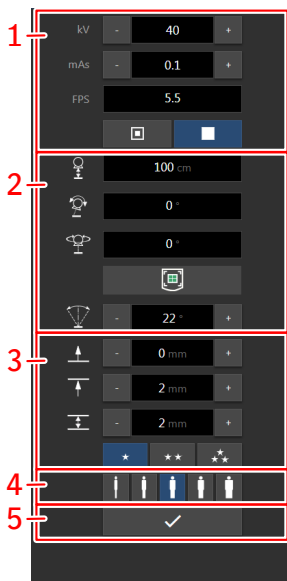 1
kV - 40 +
mAs - 0.1 +
FPS 5.5
2
100 cm
0 °
0 °
- 22 ° +
3
- 0 mm +
- 2 mm +
- 2 mm +
4
5